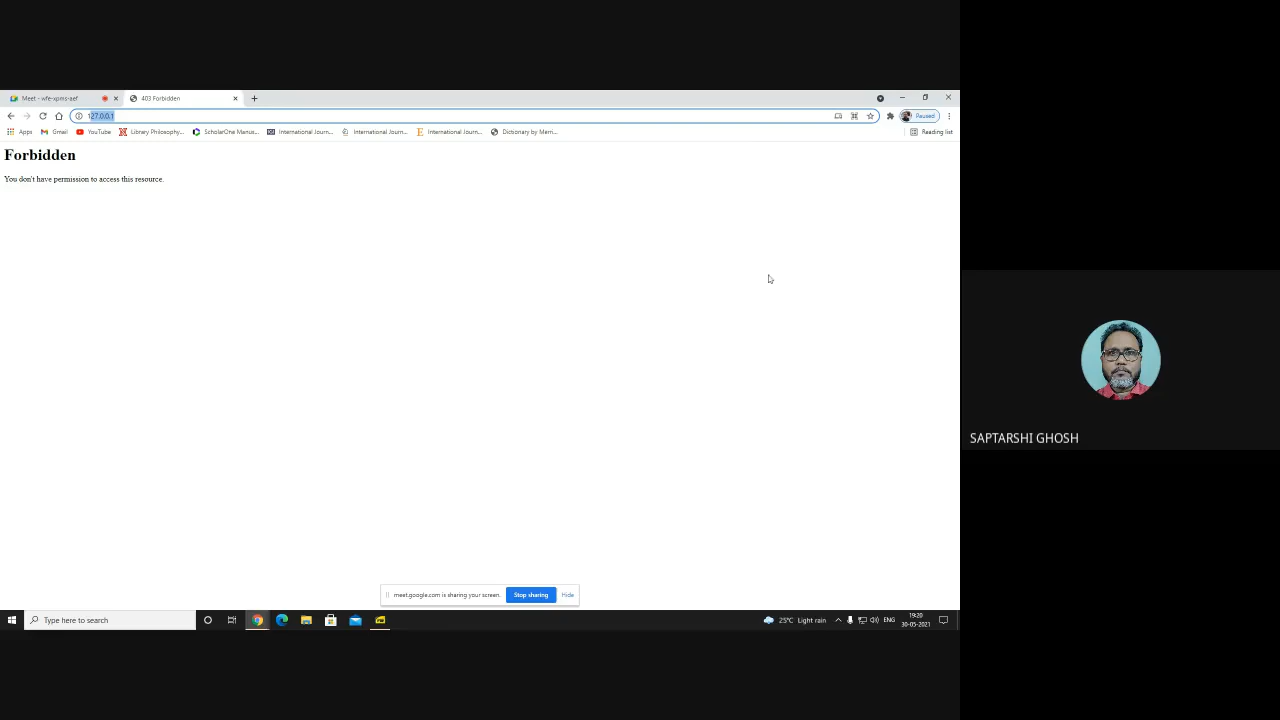 Meet - wfe-xpms-aef
403 Forbidden
127.0.0.1
Paused
Apps
Gmail
YouTube
Library Philosophy...
ScholarOne Manus...
International Journ...
International Journ...
International Journ...
Dictionary by Merri...
Reading list
Forbidden
You don't have permission to access this resource.
SAPTARSHI GHOSH
meet.google.com is sharing your screen.
Stop sharing
Hide
Type here to search
25°C Light rain
ENG
19:20
30-05-2021